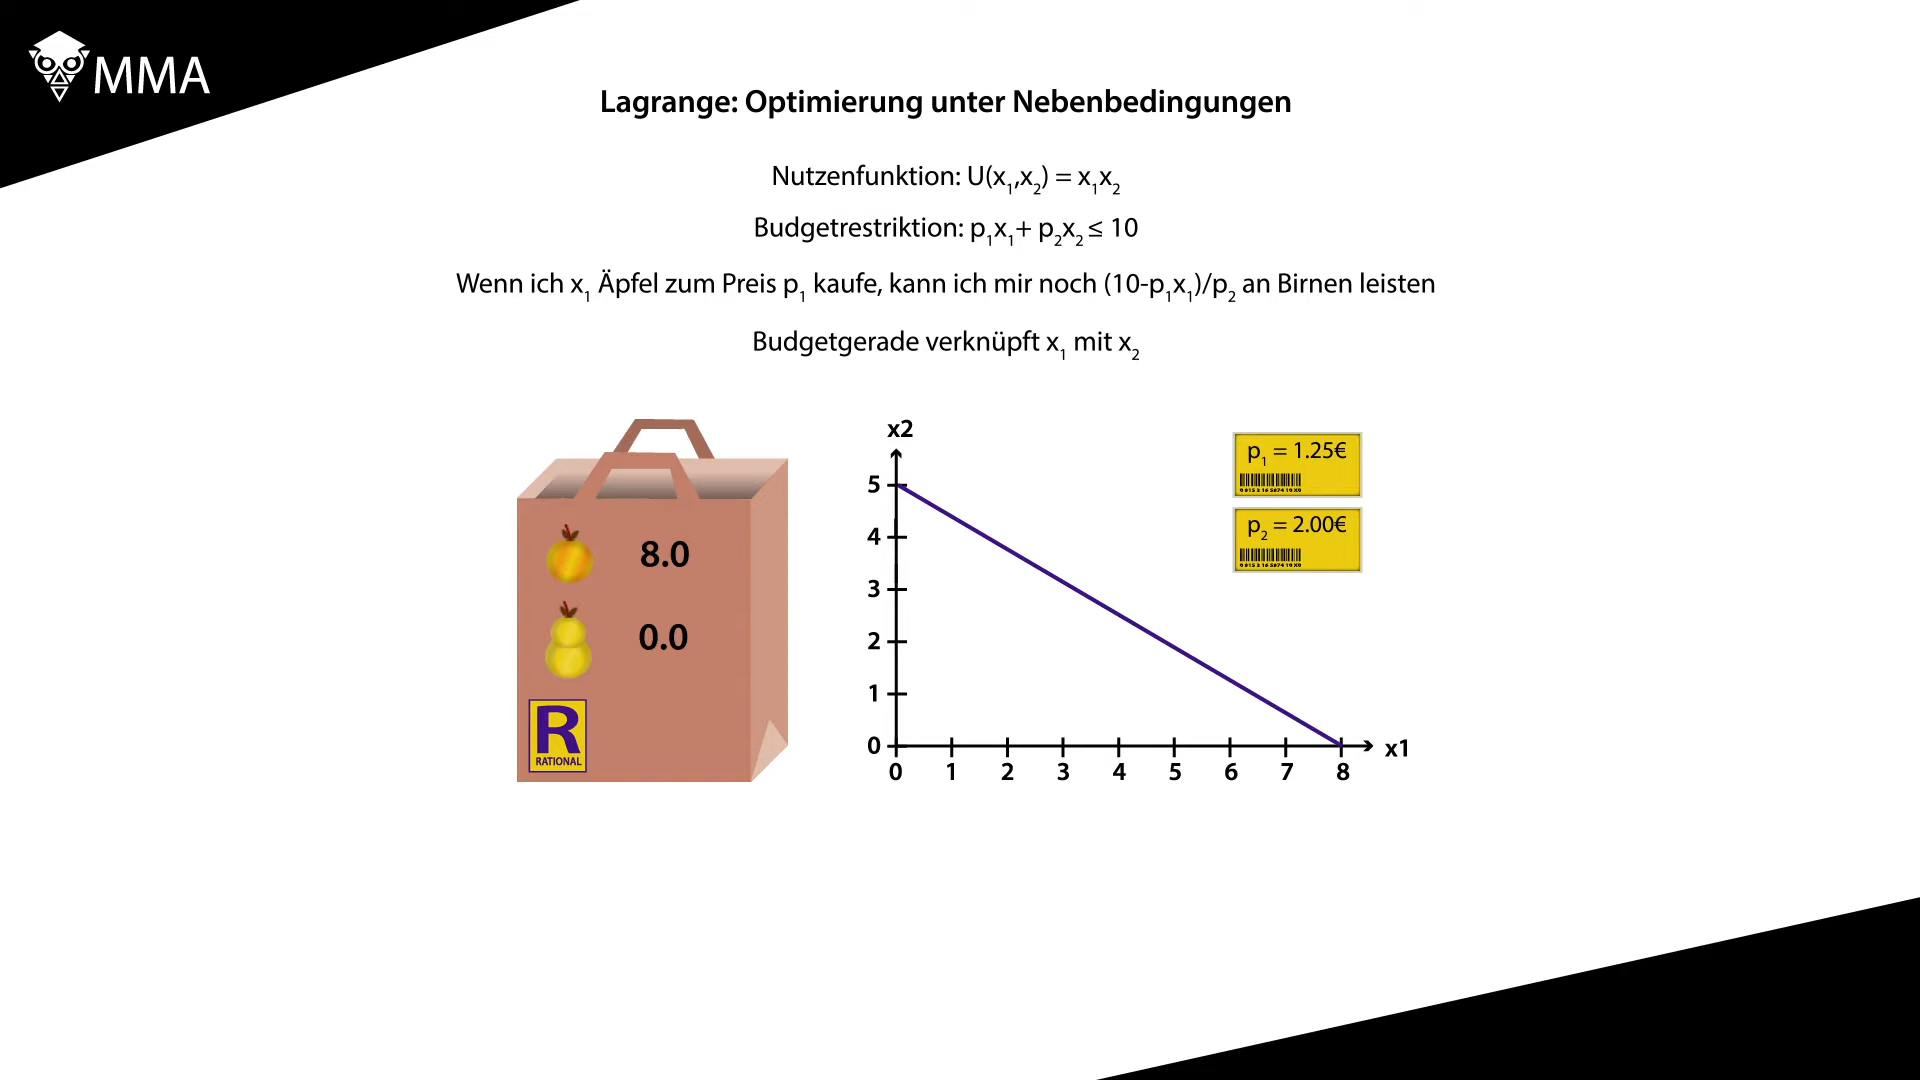 MMA
Lagrange: Optimierung unter Nebenbedingungen
Nutzenfunktion: U(x₁,x₂) = x₁x₂
Budgetrestriktion: p₁x₁+ p₂x₂ ≤ 10
Wenn ich x₁ Äpfel zum Preis p₁ kaufe, kann ich mir noch (10-p₁x₁)/p₂ an Birnen leisten
Budgetgerade verknüpft x₁ mit x₂
8.0
0.0
R
RATIONAL
x2
5
4
3
2
1
0
0 1 2 3 4 5 6 7 8
x1
p₁ = 1.25€
p₂ = 2.00€